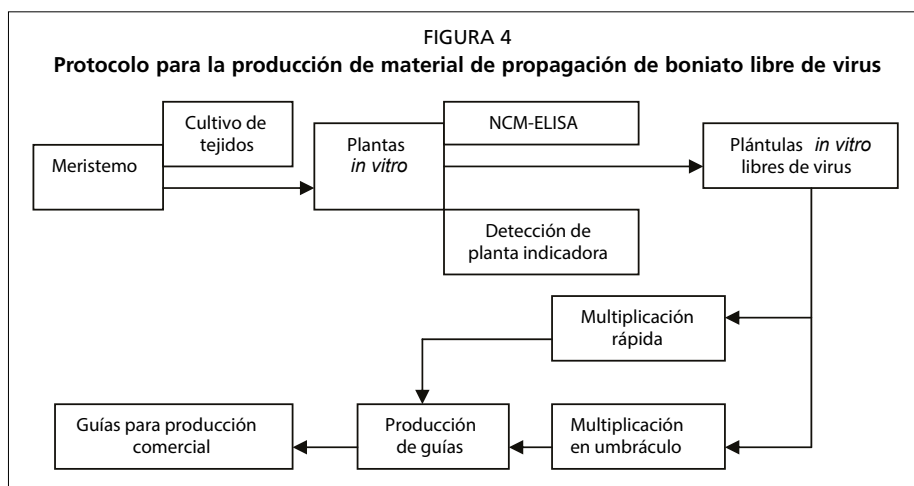 FIGURA 4
Protocolo para la producción de material de propagación de boniato libre de virus
Meristemo
Cultivo de
tejidos
Plantas
in vitro
NCM-ELISA
Detección de
planta indicadora
Plántulas in vitro
libres de virus
Multiplicación
rápida
Multiplicación
en umbráculo
Producción
de guías
Guías para producción
comercial